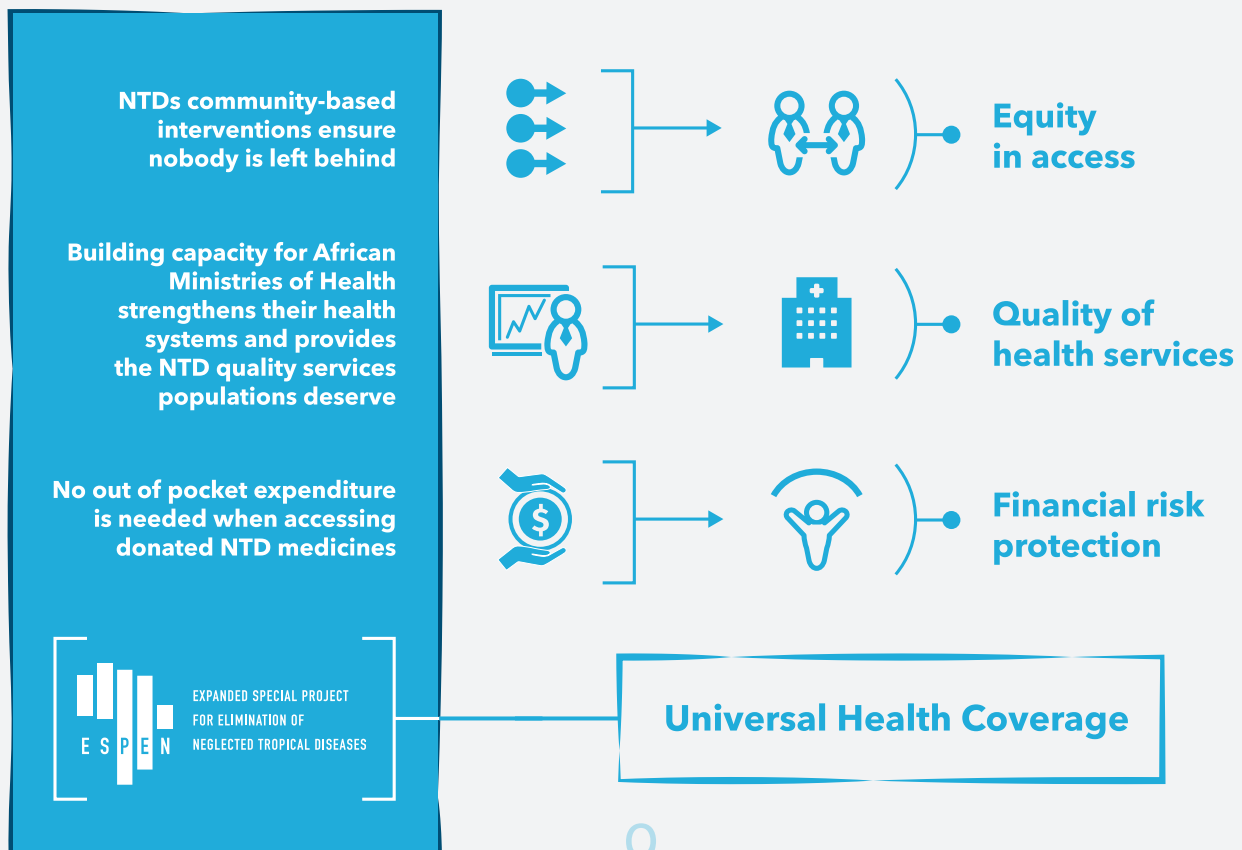 NTDs community-based
interventions ensure
nobody is left behind
Equity
in access
Building capacity for African
Ministries of Health
strengthens their health
systems and provides
the NTD quality services
populations deserve
Quality of
health services
No out of pocket expenditure
is needed when accessing
donated NTD medicines
$
Financial risk
protection
ESPEN
EXPANDED SPECIAL PROJECT
FOR ELIMINATION OF
NEGLECTED TROPICAL DISEASES
Universal Health Coverage